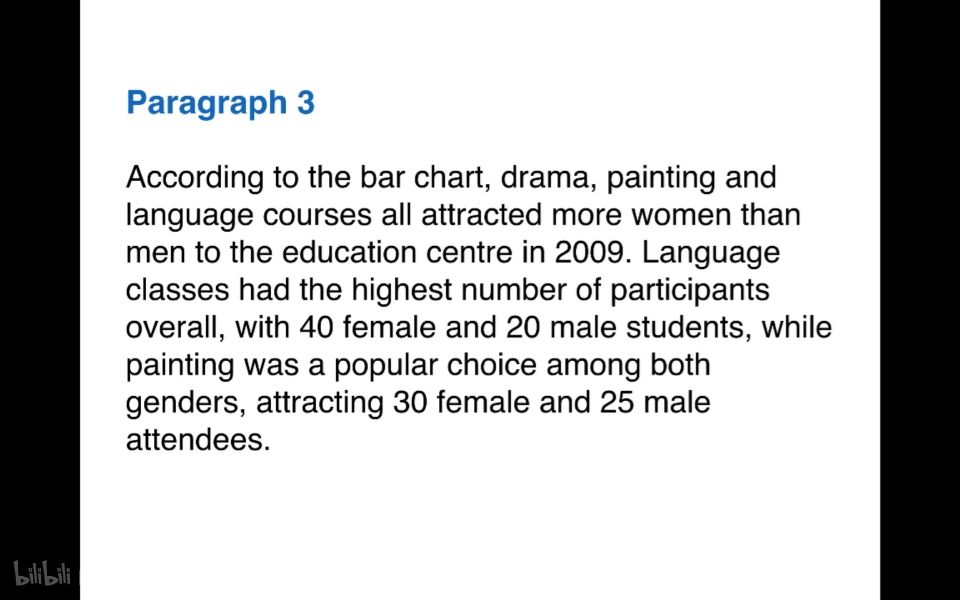 Paragraph 3
According to the bar chart, drama, painting and
language courses all attracted more women than
men to the education centre in 2009. Language
classes had the highest number of participants
overall, with 40 female and 20 male students, while
painting was a popular choice among both
genders, attracting 30 female and 25 male
attendees.
bilibili